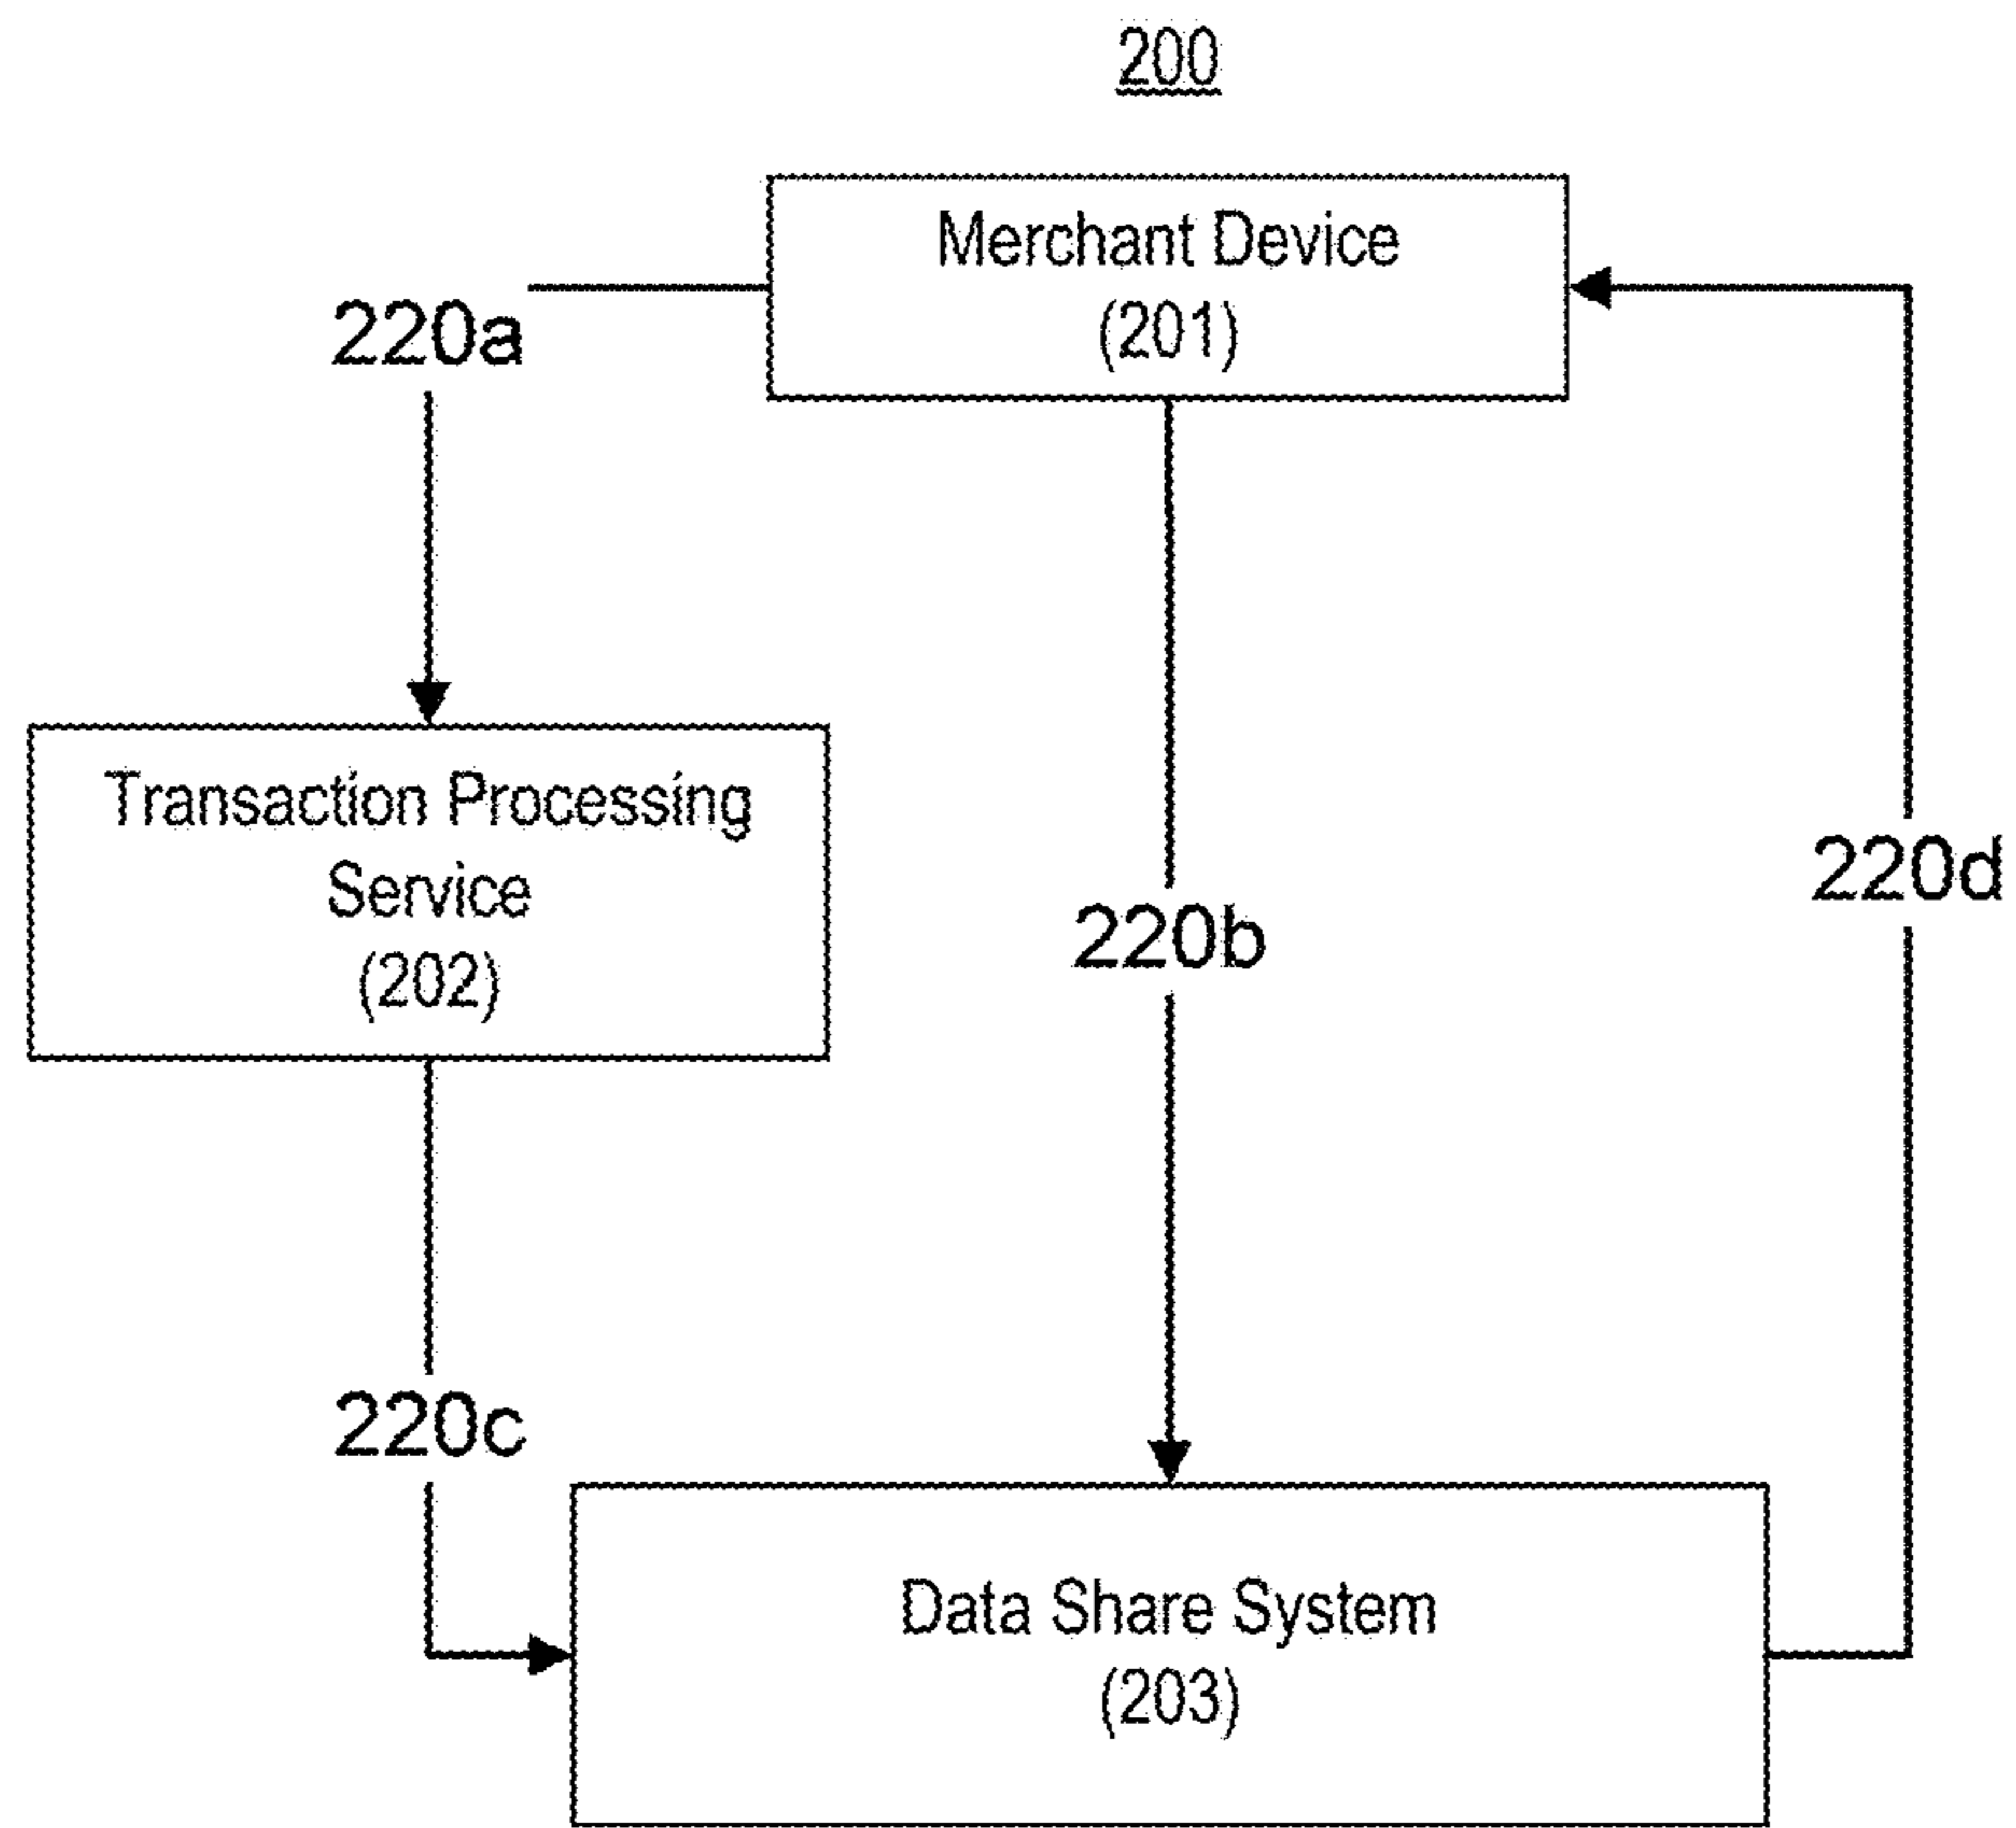 200
Merchant Device
(201)
220a
Transaction Processing
Service
(202)
220b
220d
220c
Data Share System
(203)